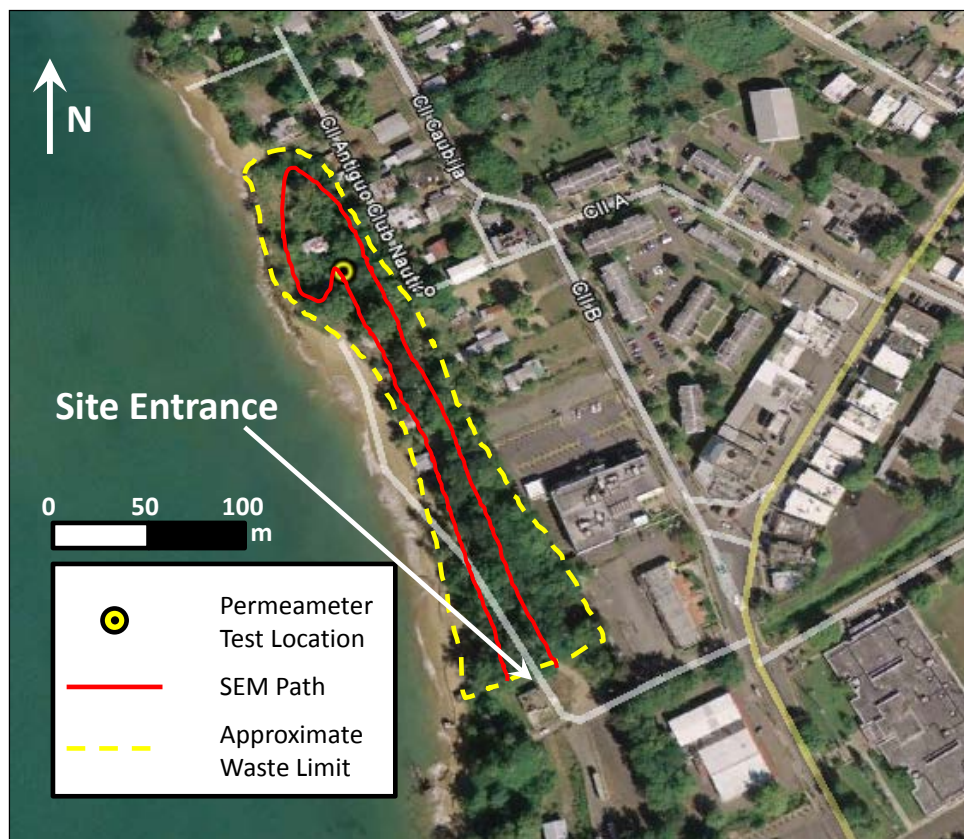 N
Cll Antiguo Club Nautico
Cll Caubija
Cll A
Cll B
Site Entrance
0 50 100
m
Permeameter
Test Location
SEM Path
Approximate
Waste Limit